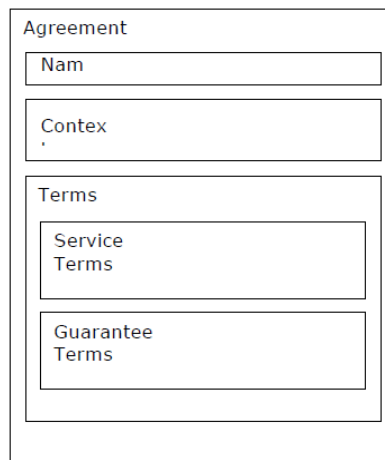 Agreement
Nam
Contex
Terms
Service
Terms
Guarantee
Terms